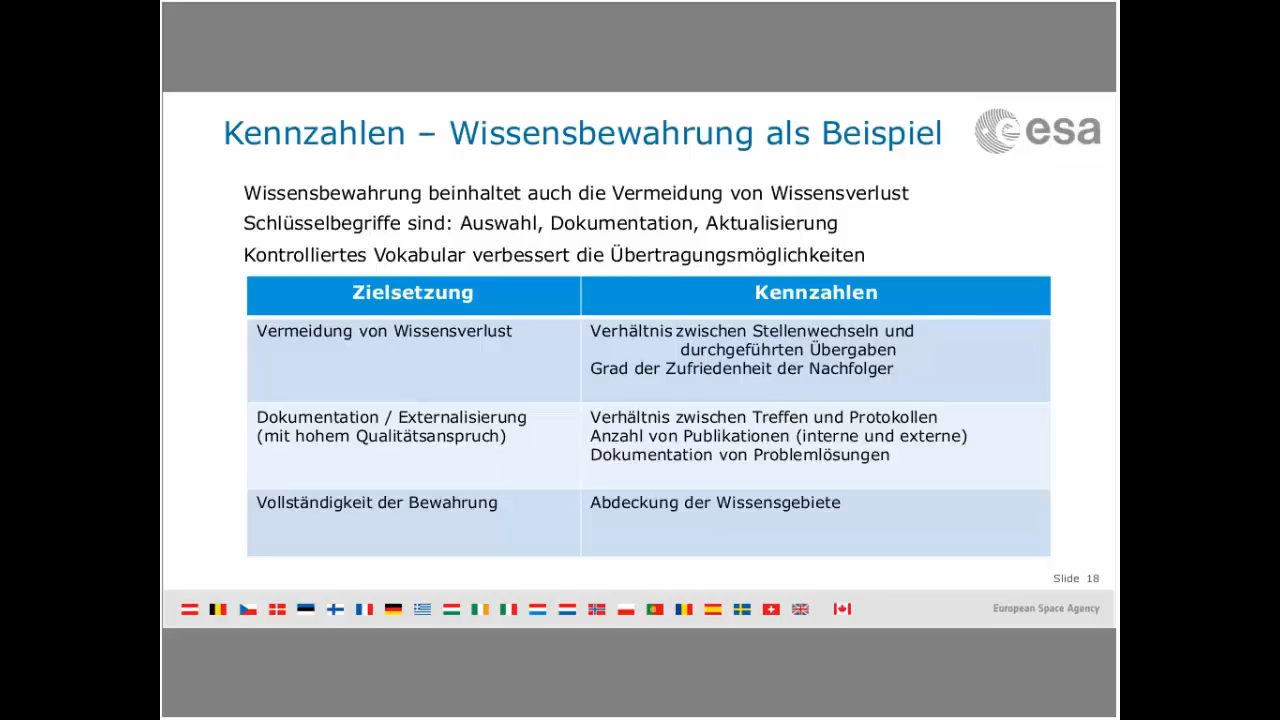 Kennzahlen – Wissensbewahrung als Beispiel
esa
Wissensbewahrung beinhaltet auch die Vermeidung von Wissensverlust
Schlüsselbegriffe sind: Auswahl, Dokumentation, Aktualisierung
Kontrolliertes Vokabular verbessert die Übertragungsmöglichkeiten
Zielsetzung
Kennzahlen
Vermeidung von Wissensverlust
Verhältnis zwischen Stellenwechseln und
durchgeführten Übergaben
Grad der Zufriedenheit der Nachfolger
Dokumentation / Externalisierung
(mit hohem Qualitätsanspruch)
Verhältnis zwischen Treffen und Protokollen
Anzahl von Publikationen (interne und externe)
Dokumentation von Problemlösungen
Vollständigkeit der Bewahrung
Abdeckung der Wissensgebiete
Slide 18
European Space Agency